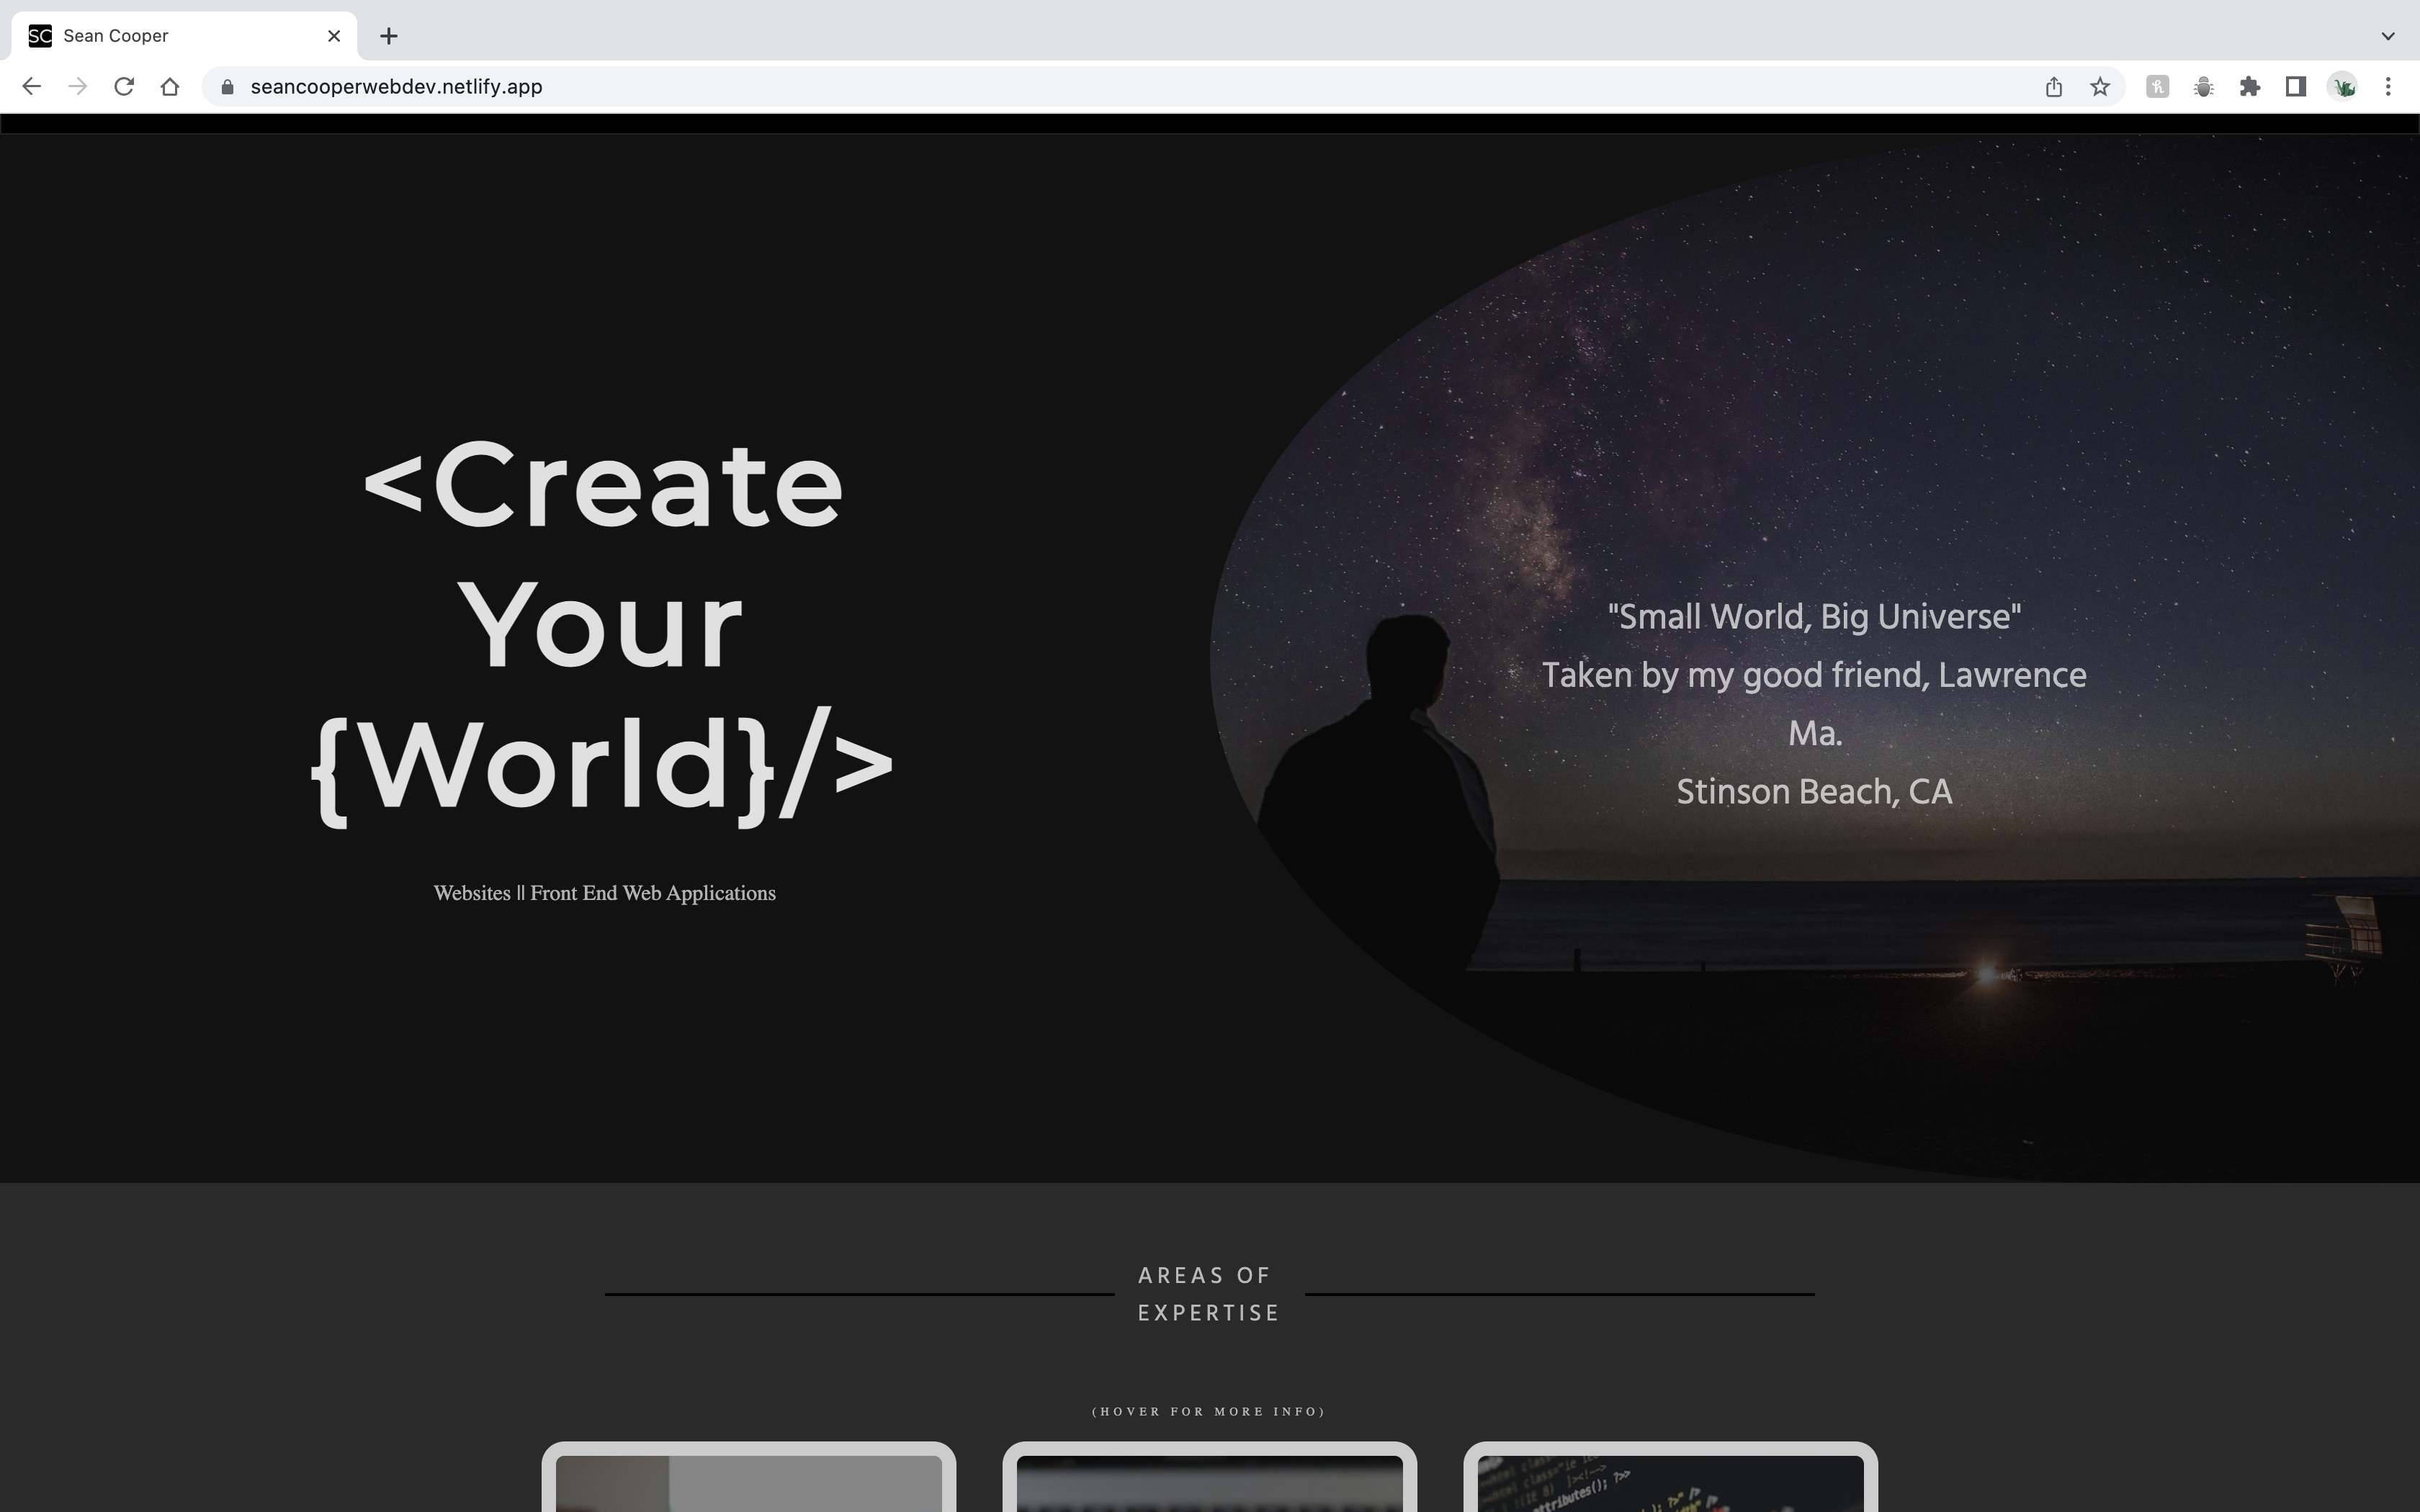 SC Sean Cooper
seancooperwebdev.netlify.app
<Create
Your
{World}/>
Websites || Front End Web Applications
"Small World, Big Universe"
Taken by my good friend, Lawrence
Ma.
Stinson Beach, CA
AREAS OF
EXPERTISE
(HOVER FOR MORE INFO)